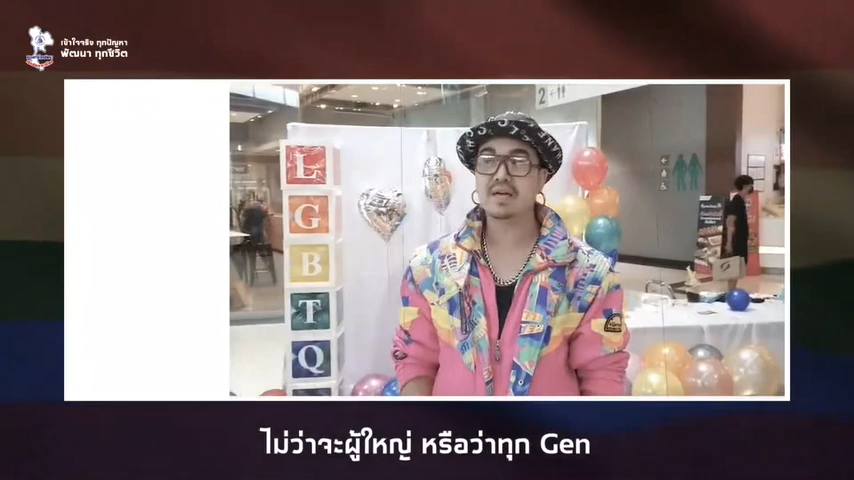 เข้าใจจริง ทุกปัญหา
พัฒนา ทุกชีวิต
2
L
G
B
T
Q
ไม่ว่าจะผู้ใหญ่ หรือว่าทุก Gen